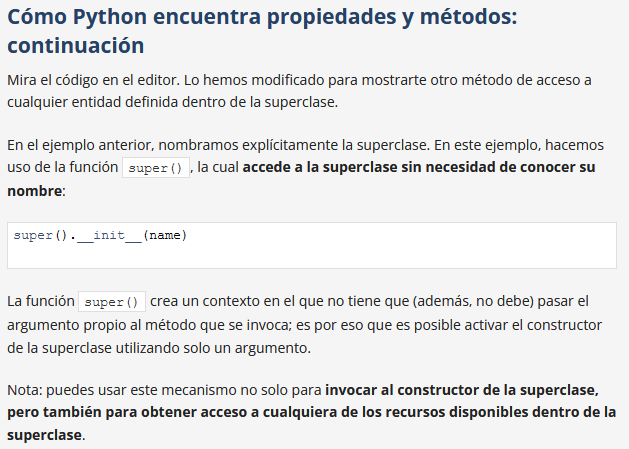 Cómo Python encuentra propiedades y métodos:
continuación
Mira el código en el editor. Lo hemos modificado para mostrarte otro método de acceso a
cualquier entidad definida dentro de la superclase.
En el ejemplo anterior, nombramos explícitamente la superclase. En este ejemplo, hacemos
uso de la función super(), la cual accede a la superclase sin necesidad de conocer su
nombre:
super().__init__(name)
La función super() crea un contexto en el que no tiene que (además, no debe) pasar el
argumento propio al método que se invoca; es por eso que es posible activar el constructor
de la superclase utilizando solo un argumento.
Nota: puedes usar este mecanismo no solo para invocar al constructor de la superclase,
pero también para obtener acceso a cualquiera de los recursos disponibles dentro de la
superclase.